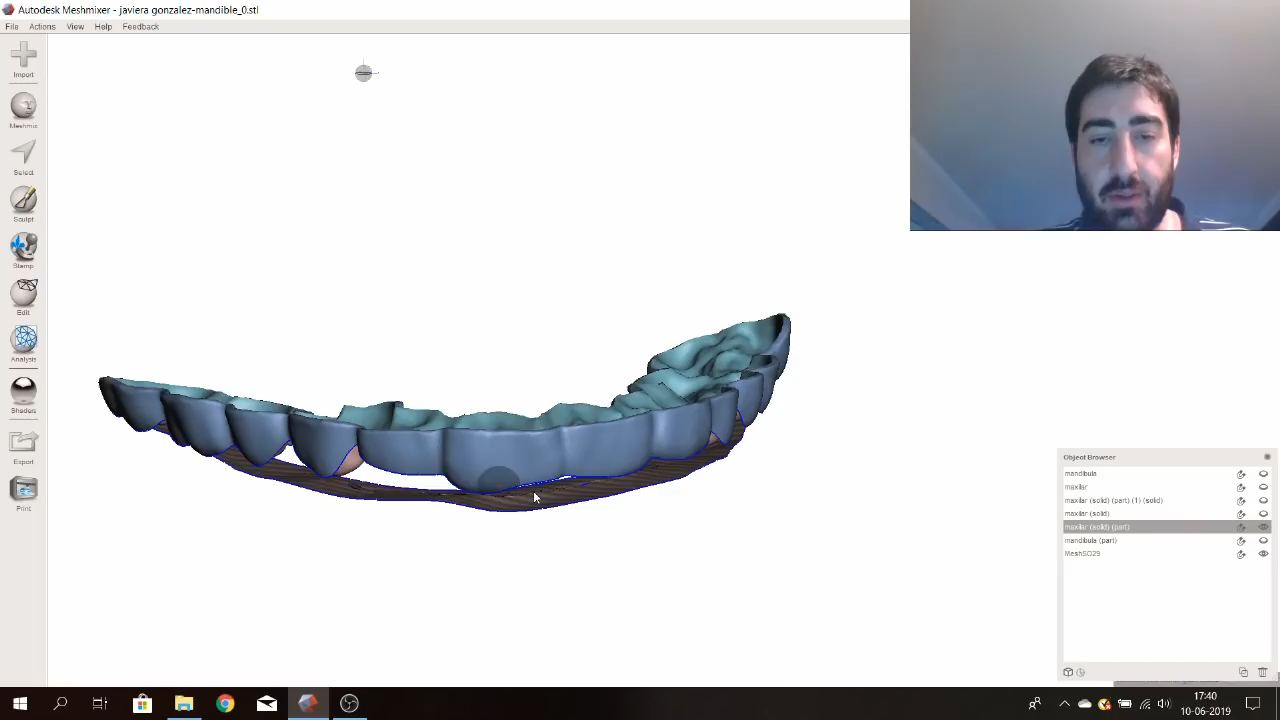 Autodesk Meshmixer - javiera gonzalez-mandible_0.stl
File Actions View Help Feedback
Import
Meshmix
Select
Sculpt
Stamp
Edit
Analysis
Shaders
Export
Print
Object Browser
mandibula
maxilar
maxilar (solid) (part) (1) (solid)
maxilar (solid)
maxilar (solid) (part)
mandibula (part)
MeshSO29
17:40
10-06-2019